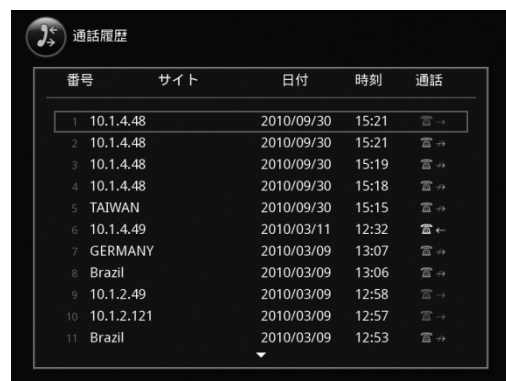 通話履歴
番号 サイト 日付 時刻 通話
1 10.1.4.48 2010/09/30 15:21 ☎→
2 10.1.4.48 2010/09/30 15:21 ☎↛
3 10.1.4.48 2010/09/30 15:19 ☎↛
4 10.1.4.48 2010/09/30 15:18 ☎↛
5 TAIWAN 2010/09/30 15:15 ☎↛
6 10.1.4.49 2010/03/11 12:32 ☎←
7 GERMANY 2010/03/09 13:07 ☎↛
8 Brazil 2010/03/09 13:06 ☎↛
9 10.1.2.49 2010/03/09 12:58 ☎→
10 10.1.2.121 2010/03/09 12:57 ☎→
11 Brazil 2010/03/09 12:53 ☎↛